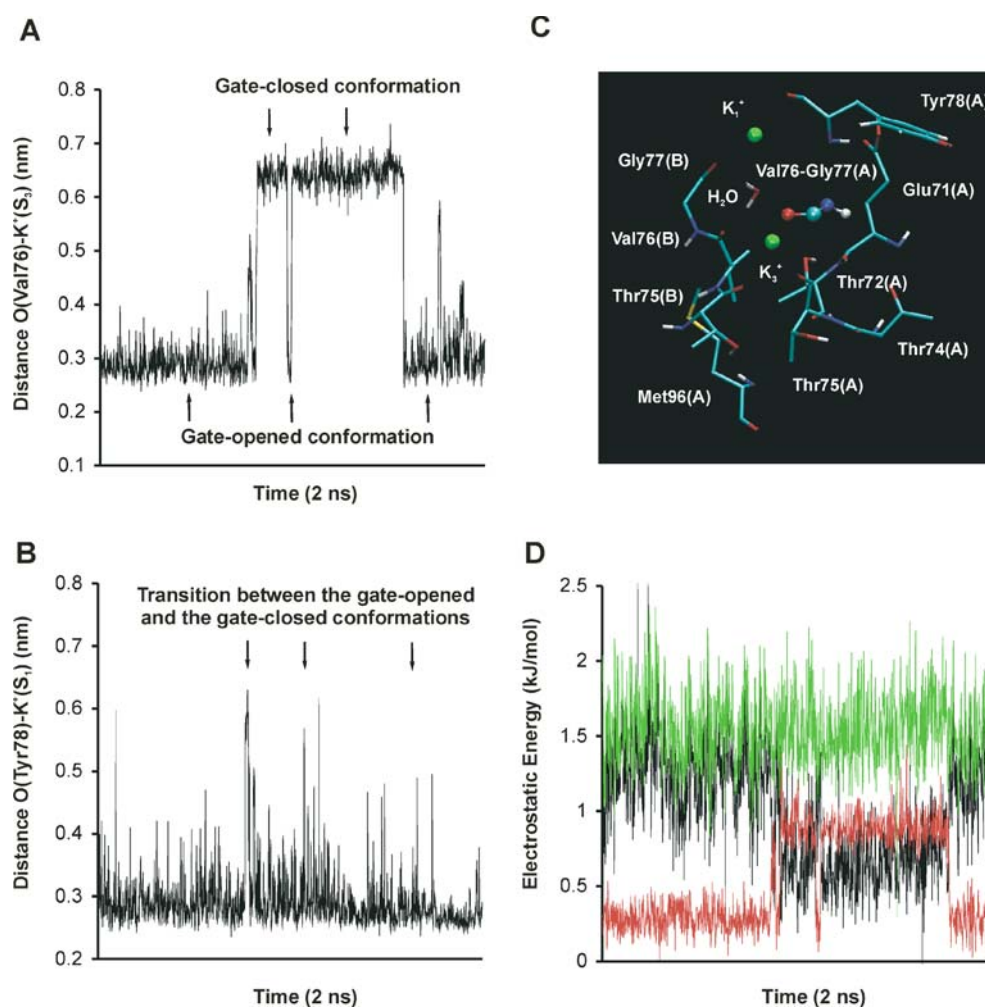 A
Distance O(Val76)-K⁺(S₃) (nm)
0.8
0.7
0.6
0.5
0.4
0.3
0.2
0.1
Gate-closed conformation
Gate-opened conformation
Time (2 ns)
C
K₁⁺
Tyr78(A)
Gly77(B)
Val76-Gly77(A)
H₂O
Glu71(A)
Val76(B)
K₃⁺
Thr72(A)
Thr75(B)
Thr74(A)
Met96(A)
Thr75(A)
B
Distance O(Tyr78)-K⁺(S₁) (nm)
0.8
0.7
0.6
0.5
0.4
0.3
0.2
Transition between the gate-opened
and the gate-closed conformations
Time (2 ns)
D
Electrostatic Energy (kJ/mol)
2.5
2
1.5
1
0.5
0
Time (2 ns)